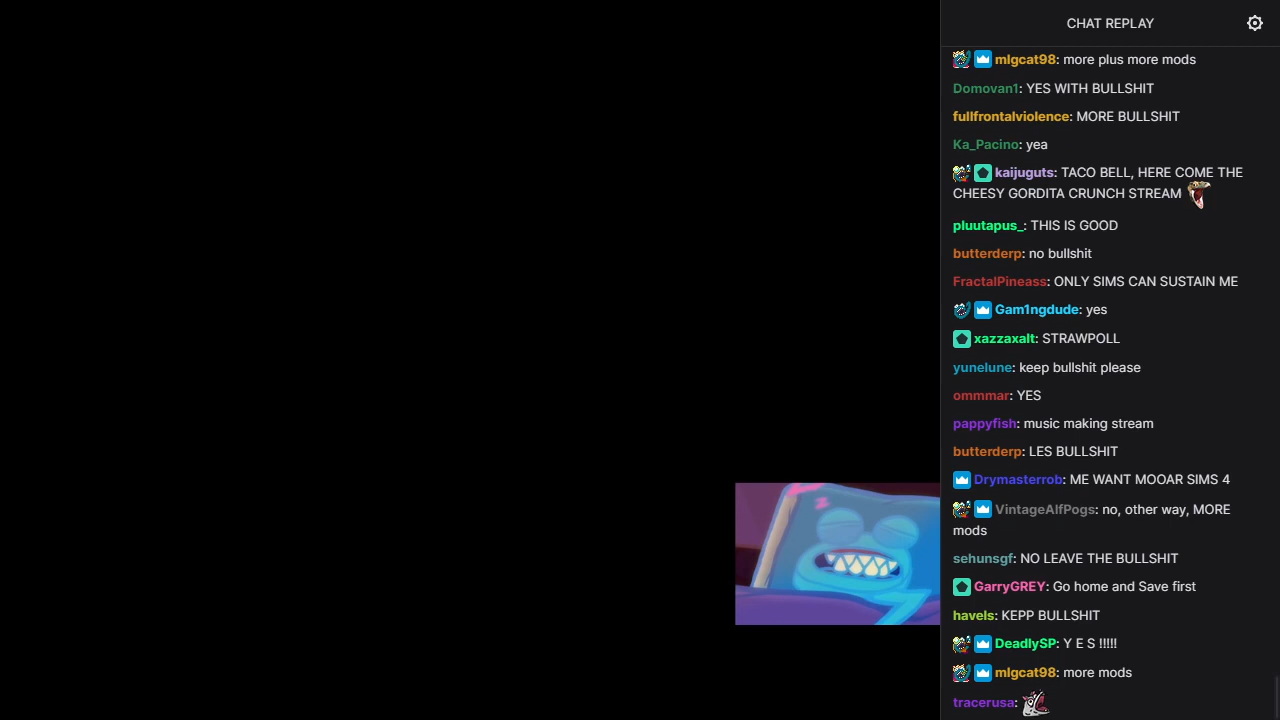 CHAT REPLAY
mlgcat98: more plus more mods
Domovan1: YES WITH BULLSHIT
fullfrontalviolence: MORE BULLSHIT
Ka_Pacino: yea
kaijuguts: TACO BELL, HERE COME THE
CHEESY GORDITA CRUNCH STREAM
pluutapus_: THIS IS GOOD
butterderp: no bullshit
FractalPineass: ONLY SIMS CAN SUSTAIN ME
Gam1ngdude: yes
xazzaxalt: STRAWPOLL
yunelune: keep bullshit please
ommmar: YES
pappyfish: music making stream
butterderp: LES BULLSHIT
Drymasterrob: ME WANT MOOAR SIMS 4
VintageAlfPogs: no, other way, MORE
mods
sehunsgf: NO LEAVE THE BULLSHIT
GarryGREY: Go home and Save first
havels: KEPP BULLSHIT
DeadlySP: Y E S !!!!!
mlgcat98: more mods
tracerusa: